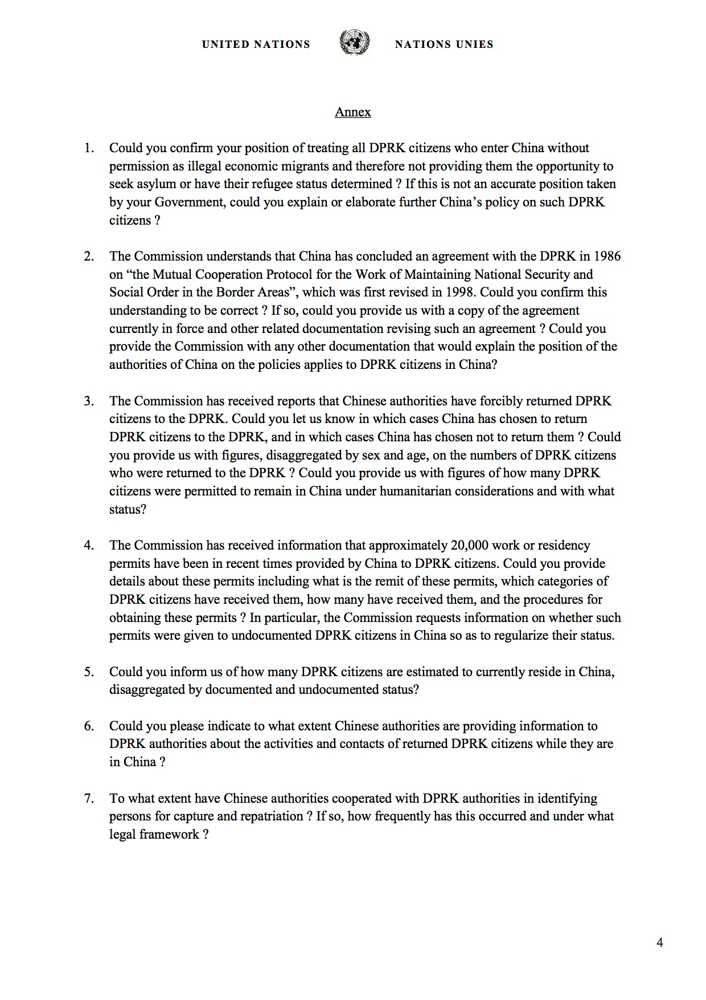 UNITED NATIONS NATIONS UNIES
Annex
1. Could you confirm your position of treating all DPRK citizens who enter China without
permission as illegal economic migrants and therefore not providing them the opportunity to
seek asylum or have their refugee status determined ? If this is not an accurate position taken
by your Government, could you explain or elaborate further China’s policy on such DPRK
citizens ?
2. The Commission understands that China has concluded an agreement with the DPRK in 1986
on “the Mutual Cooperation Protocol for the Work of Maintaining National Security and
Social Order in the Border Areas”, which was first revised in 1998. Could you confirm this
understanding to be correct ? If so, could you provide us with a copy of the agreement
currently in force and other related documentation revising such an agreement ? Could you
provide the Commission with any other documentation that would explain the position of the
authorities of China on the policies applies to DPRK citizens in China?
3. The Commission has received reports that Chinese authorities have forcibly returned DPRK
citizens to the DPRK. Could you let us know in which cases China has chosen to return
DPRK citizens to the DPRK, and in which cases China has chosen not to return them ? Could
you provide us with figures, disaggregated by sex and age, on the numbers of DPRK citizens
who were returned to the DPRK ? Could you provide us with figures of how many DPRK
citizens were permitted to remain in China under humanitarian considerations and with what
status?
4. The Commission has received information that approximately 20,000 work or residency
permits have been in recent times provided by China to DPRK citizens. Could you provide
details about these permits including what is the remit of these permits, which categories of
DPRK citizens have received them, how many have received them, and the procedures for
obtaining these permits ? In particular, the Commission requests information on whether such
permits were given to undocumented DPRK citizens in China so as to regularize their status.
5. Could you inform us of how many DPRK citizens are estimated to currently reside in China,
disaggregated by documented and undocumented status?
6. Could you please indicate to what extent Chinese authorities are providing information to
DPRK authorities about the activities and contacts of returned DPRK citizens while they are
in China ?
7. To what extent have Chinese authorities cooperated with DPRK authorities in identifying
persons for capture and repatriation ? If so, how frequently has this occurred and under what
legal framework ?
4